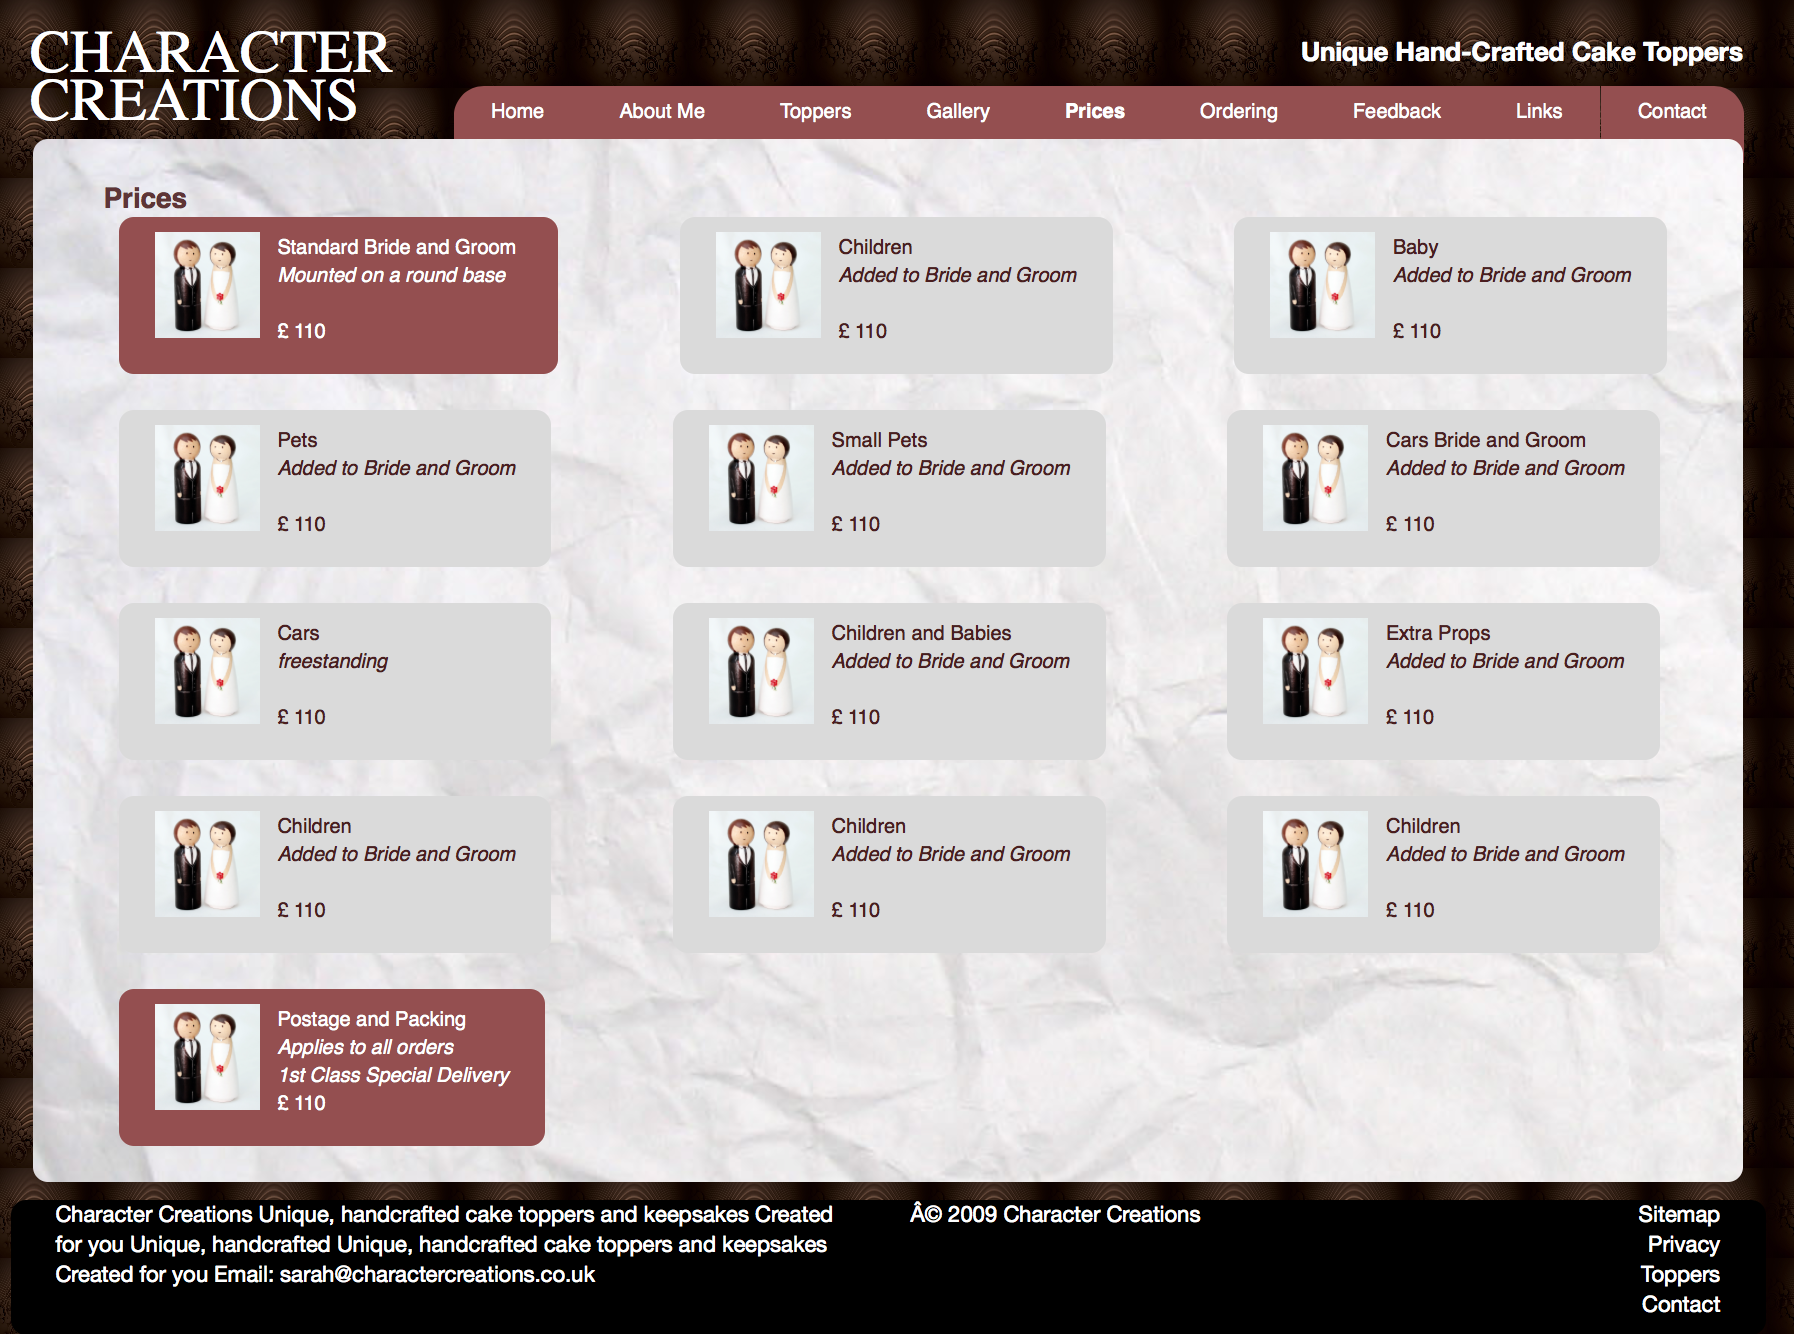 CHARACTER
CREATIONS
Unique Hand-Crafted Cake Toppers
Home About Me Toppers Gallery Prices Ordering Feedback Links Contact
Prices
Standard Bride and Groom
Mounted on a round base
£ 110
Children
Added to Bride and Groom
£ 110
Baby
Added to Bride and Groom
£ 110
Pets
Added to Bride and Groom
£ 110
Small Pets
Added to Bride and Groom
£ 110
Cars Bride and Groom
Added to Bride and Groom
£ 110
Cars
freestanding
£ 110
Children and Babies
Added to Bride and Groom
£ 110
Extra Props
Added to Bride and Groom
£ 110
Children
Added to Bride and Groom
£ 110
Children
Added to Bride and Groom
£ 110
Children
Added to Bride and Groom
£ 110
Postage and Packing
Applies to all orders
1st Class Special Delivery
£ 110
Character Creations Unique, handcrafted cake toppers and keepsakes Created
for you Unique, handcrafted Unique, handcrafted cake toppers and keepsakes
Created for you Email: sarah@charactercreations.co.uk
Â© 2009 Character Creations
Sitemap
Privacy
Toppers
Contact